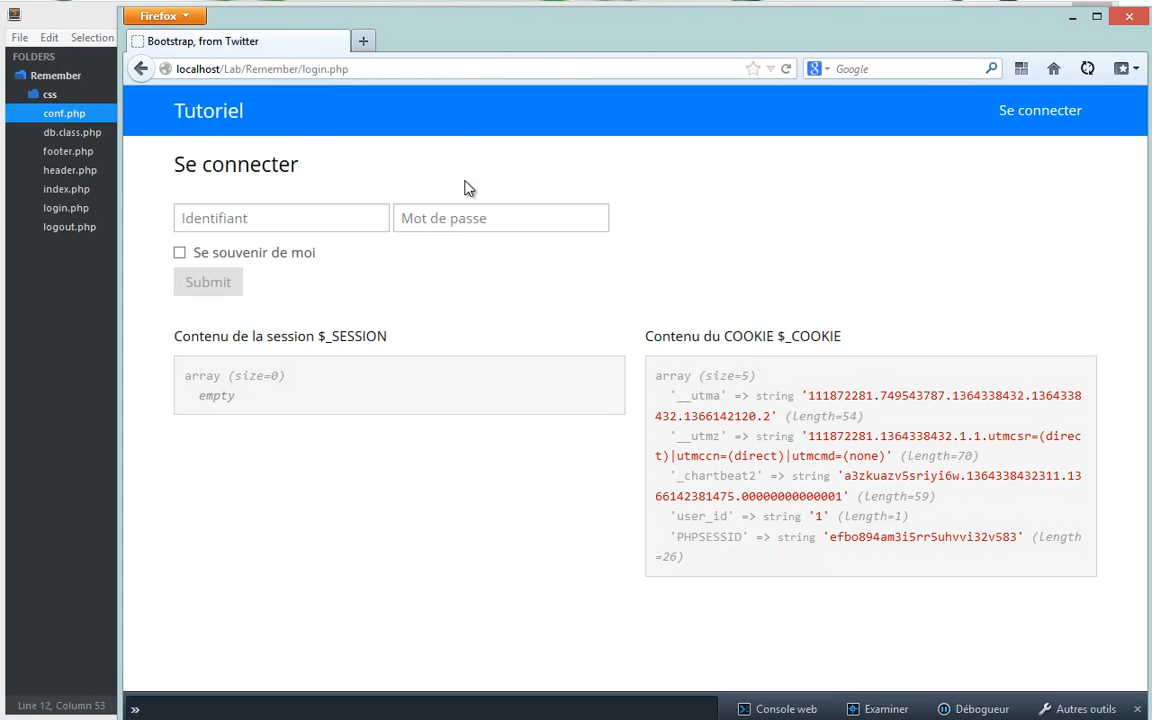 Firefox
File Edit Selection
Bootstrap, from Twitter
FOLDERS
Remember
css
conf.php
db.class.php
footer.php
header.php
index.php
login.php
logout.php
localhost/Lab/Remember/login.php
Google
Tutoriel
Se connecter
Se connecter
Identifiant
Mot de passe
Se souvenir de moi
Submit
Contenu de la session $_SESSION
array (size=0)
empty
Contenu du COOKIE $_COOKIE
array (size=5)
'__utma' => string '111872281.749543787.1364338432.1364338
432.1366142120.2' (length=54)
'__utmz' => string '111872281.1364338432.1.1.utmcsr=(direc
t)|utmccn=(direct)|utmcmd=(none)' (length=70)
'_chartbeat2' => string 'a3zkuazv5sriyi6w.1364338432311.13
66142381475.00000000000001' (length=59)
'user_id' => string '1' (length=1)
'PHPSESSID' => string 'efbo894am3i5rr5uhvvi32v583' (length
=26)
Line 12, Column 53
Console web
Examiner
Débogueur
Autres outils